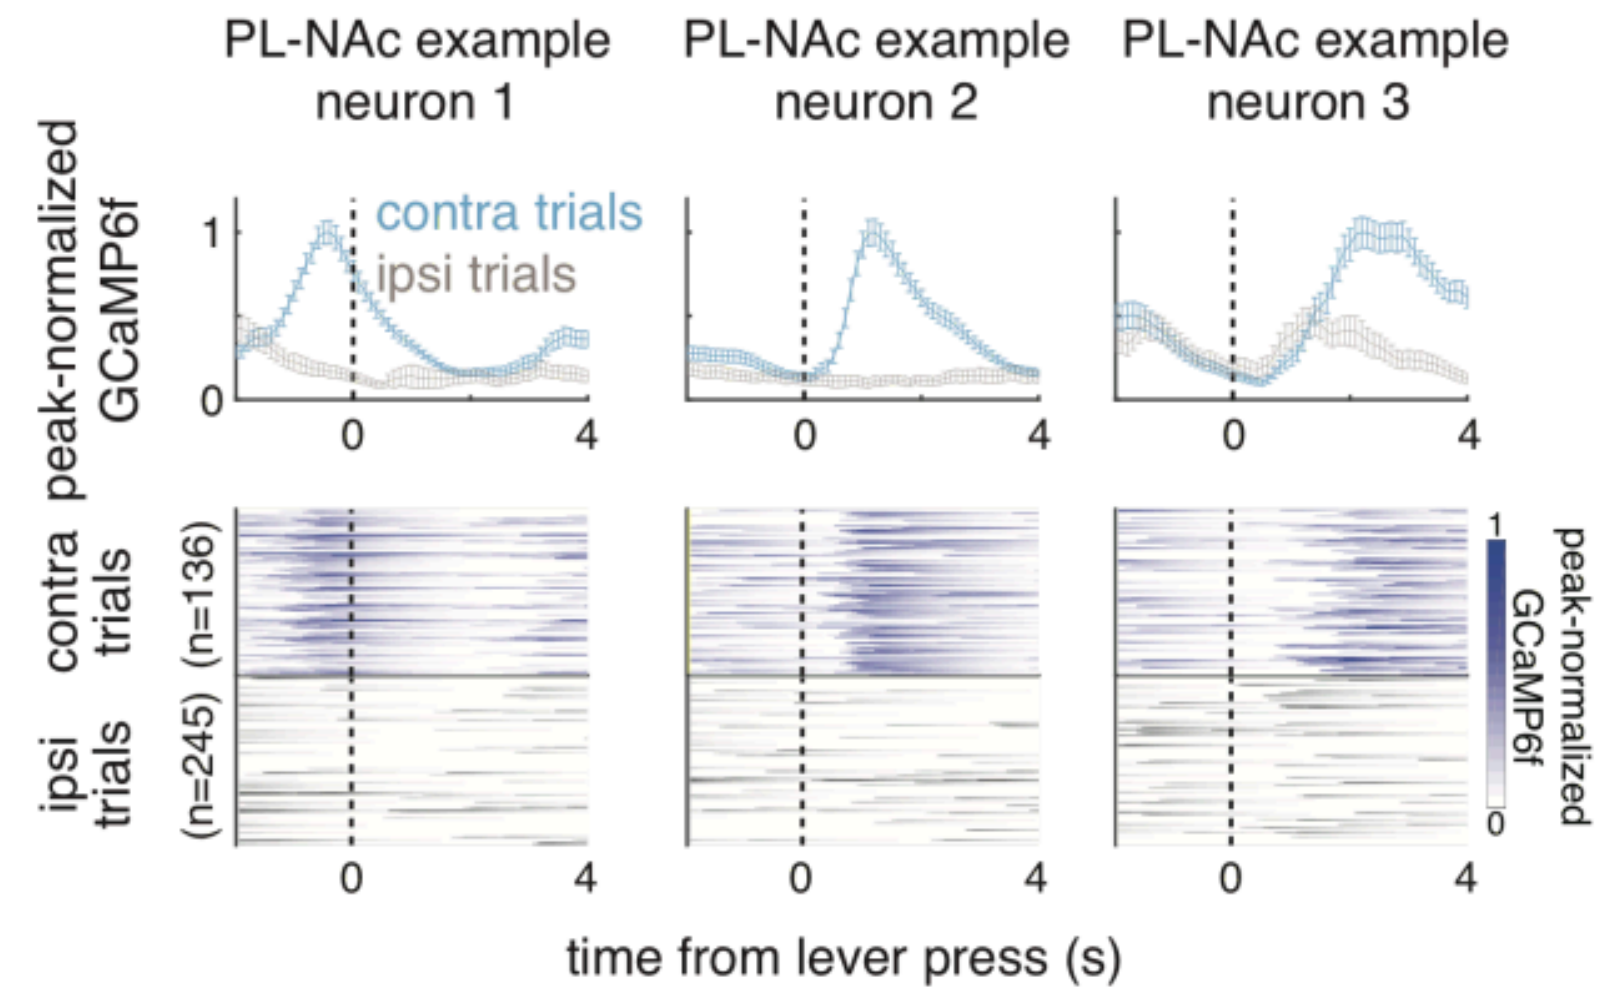 PL-NAc example
neuron 1
PL-NAc example
neuron 2
PL-NAc example
neuron 3
peak-normalized
GCaMP6f
1
0
contra trials
ipsi trials
0
4
0
4
0
4
contra
trials
(n=136)
ipsi
trials
(n=245)
1
0
peak-normalized
GCaMP6f
0
4
0
4
0
4
time from lever press (s)